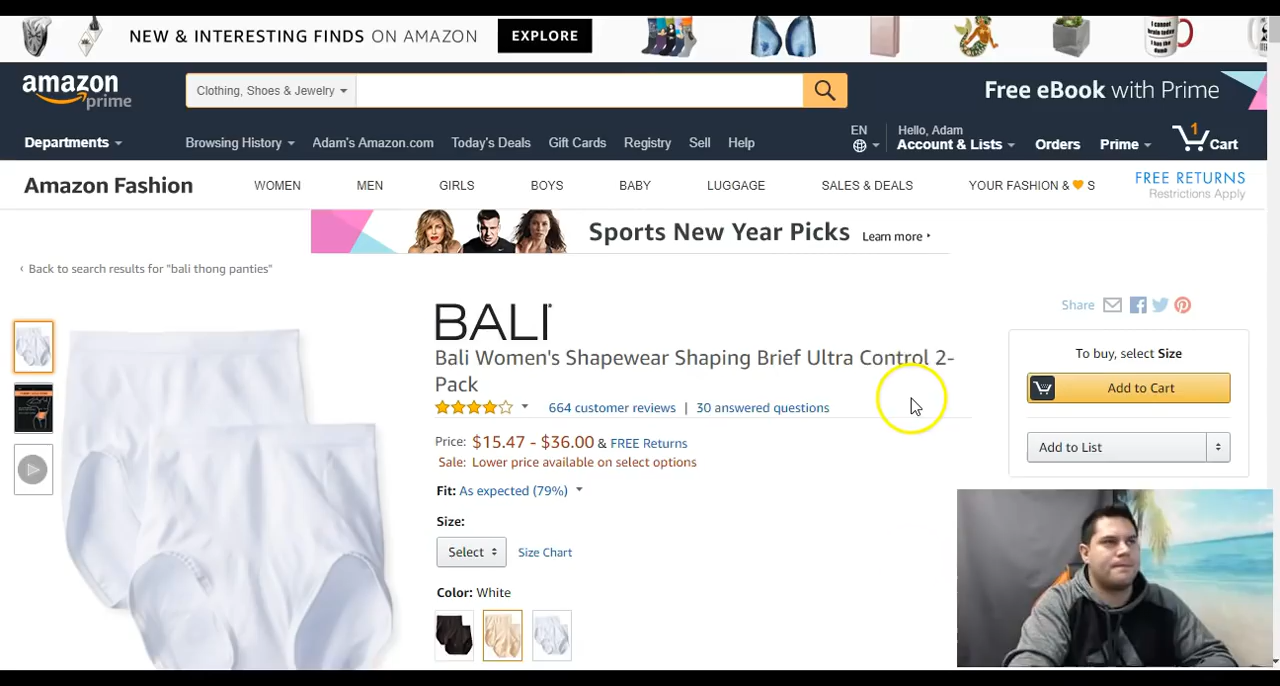 NEW & INTERESTING FINDS ON AMAZON EXPLORE
amazon prime
Clothing, Shoes & Jewelry
Free eBook with Prime
Departments
Browsing History Adam's Amazon.com Today's Deals Gift Cards Registry Sell Help
EN
Hello, Adam
Account & Lists
Orders
Prime
1
Cart
Amazon Fashion
WOMEN MEN GIRLS BOYS BABY LUGGAGE SALES & DEALS YOUR FASHION & 🧡 S
FREE RETURNS
Restrictions Apply
Sports New Year Picks Learn more
‹ Back to search results for "bali thong panties"
BALI
Bali Women's Shapewear Shaping Brief Ultra Control 2-
Pack
664 customer reviews | 30 answered questions
Price: $15.47 - $36.00 & FREE Returns
Sale: Lower price available on select options
Fit: As expected (79%)
Size:
Select Size Chart
Color: White
Share
To buy, select Size
Add to Cart
Add to List